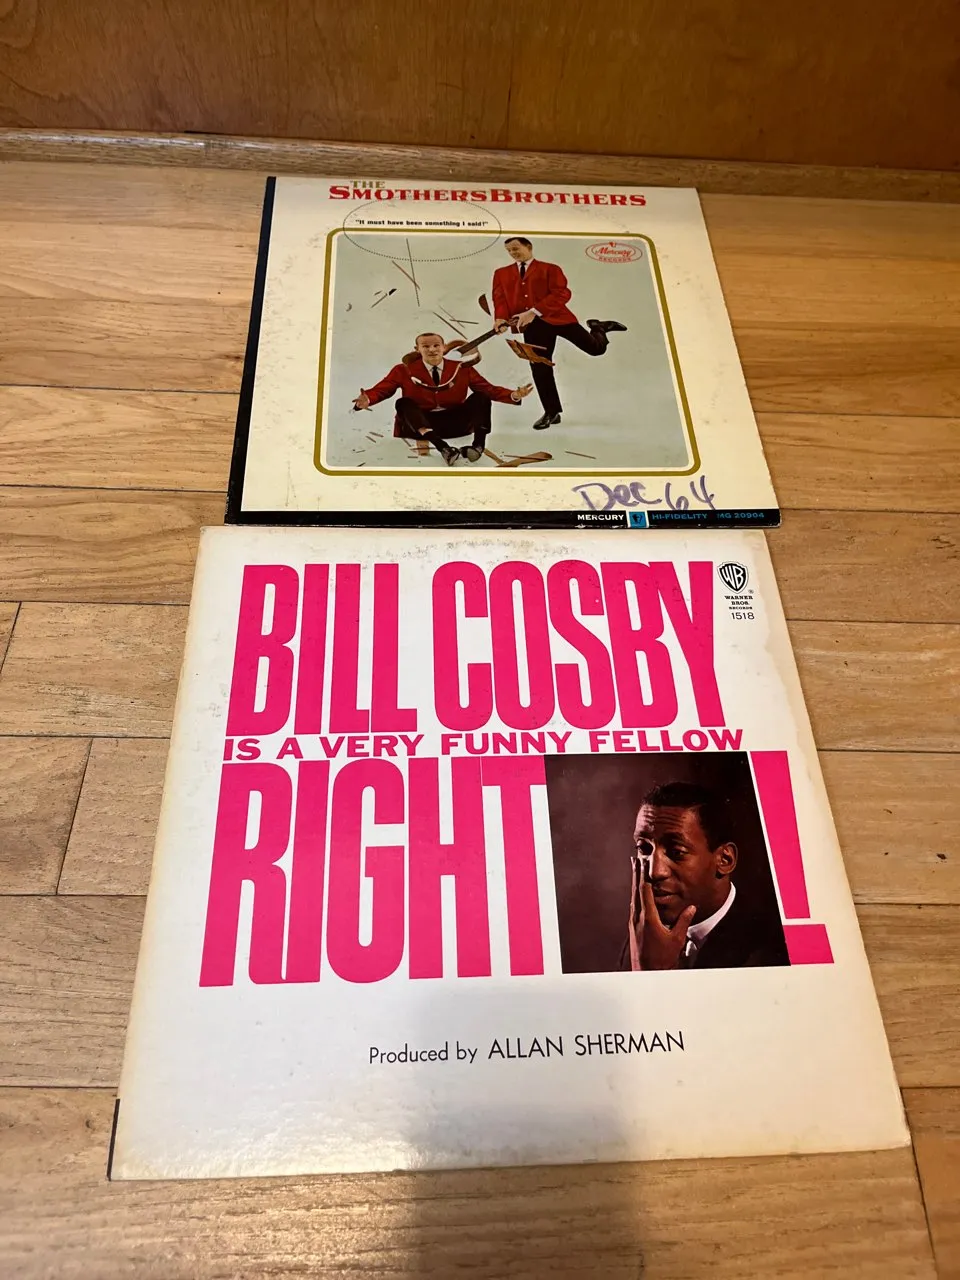 THE
SMOTHERS BROTHERS
"It must have been something I said!"
Mercury
RECORDS
Dec 64
MERCURY HI-FIDELITY MG 20904
BILL COSBY
WB
WARNER
BROS.
RECORDS
1518
IS A VERY FUNNY FELLOW
RIGHT!
Produced by ALLAN SHERMAN